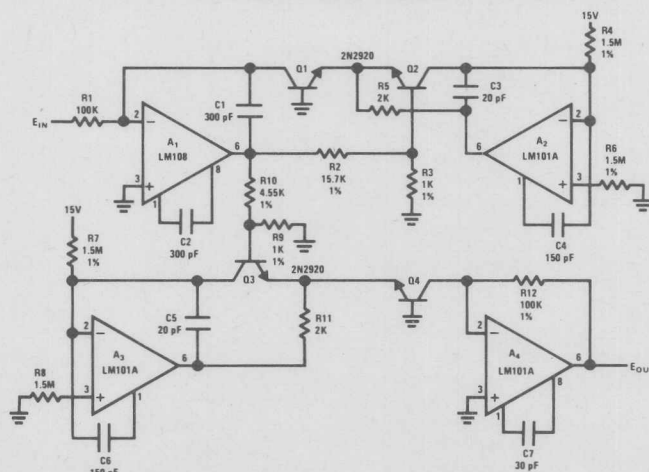 15V
R4
1.5M
1%
2N2920
Q1
Q2
R5
2K
C3
20 pF
R1
100K
E_IN
C1
300 pF
2
−
A₁
LM108
3
+
6
8
1
C2
300 pF
R2
15.7K
1%
R3
1K
1%
6
A₂
LM101A
2
−
3
+
1
R6
1.5M
1%
C4
150 pF
R10
4.55K
1%
R9
1K
1%
15V
R7
1.5M
1%
2N2920
Q3
Q4
C5
20 pF
R11
2K
R12
100K
1%
2
−
A₃
LM101A
3
+
6
1
R8
1.5M
C6
2
−
A₄
LM101A
3
+
6
8
1
C7
30 pF